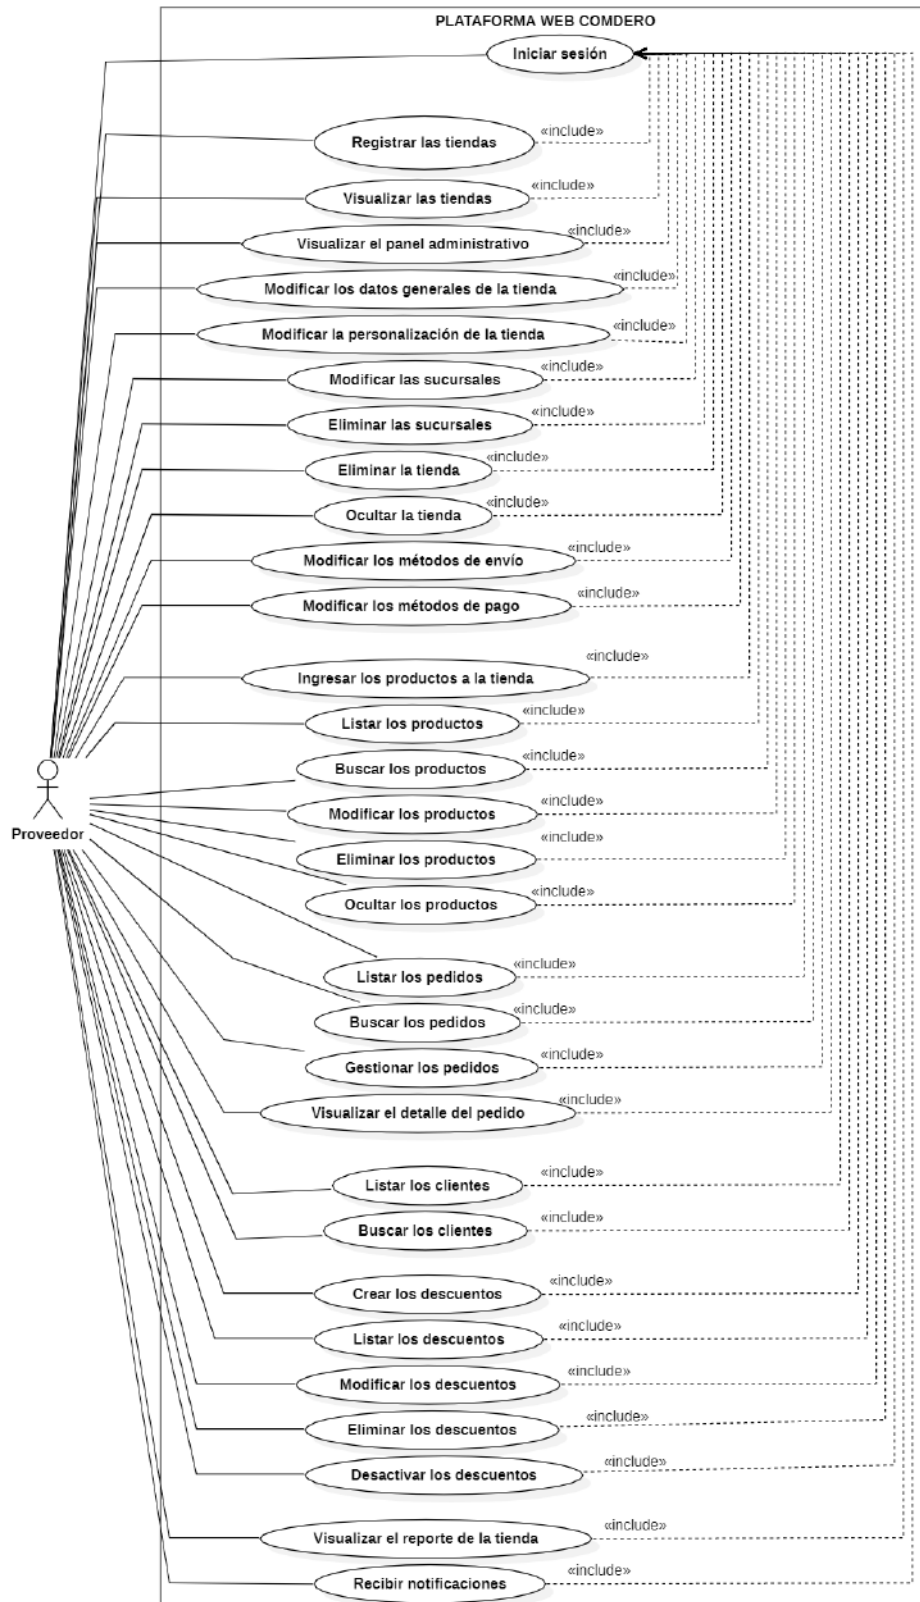 PLATAFORMA WEB COMDERO
Iniciar sesión
«include»
Registrar las tiendas
«include»
Visualizar las tiendas
«include»
Visualizar el panel administrativo
«include»
Modificar los datos generales de la tienda
«include»
Modificar la personalización de la tienda
«include»
Modificar las sucursales
«include»
Eliminar las sucursales
«include»
Eliminar la tienda
«include»
Ocultar la tienda
«include»
Modificar los métodos de envío
«include»
Modificar los métodos de pago
«include»
Ingresar los productos a la tienda
«include»
Listar los productos
«include»
Buscar los productos
«include»
Modificar los productos
Proveedor
«include»
Eliminar los productos
«include»
Ocultar los productos
«include»
Listar los pedidos
«include»
Buscar los pedidos
«include»
Gestionar los pedidos
«include»
Visualizar el detalle del pedido
«include»
Listar los clientes
«include»
Buscar los clientes
«include»
Crear los descuentos
«include»
Listar los descuentos
«include»
Modificar los descuentos
«include»
Eliminar los descuentos
«include»
Desactivar los descuentos
«include»
Visualizar el reporte de la tienda
«include»
Recibir notificaciones